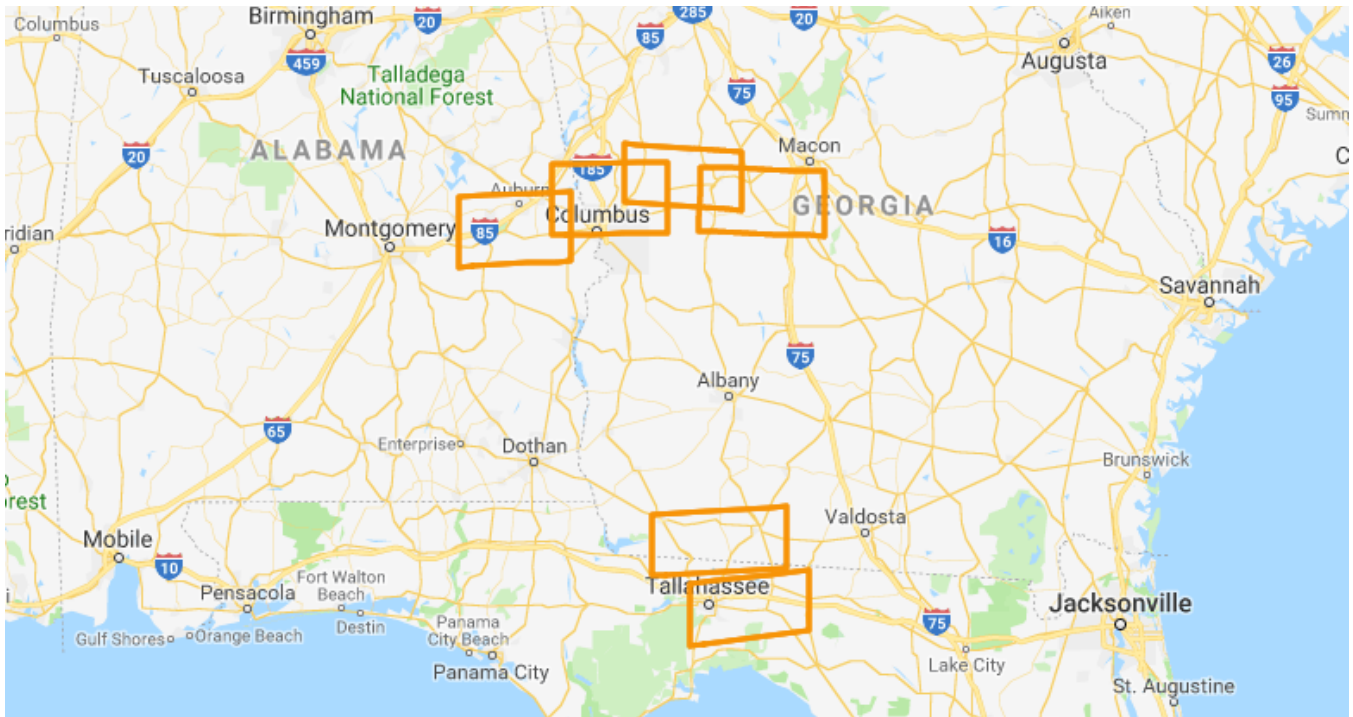 Columbus
Birmingham
20
285
85
20
Aiken
Augusta
459
Tuscaloosa
Talladega
National Forest
75
26
95
Summ
ALABAMA
20
185
Macon
C
Auburn
Columbus
GEORGIA
Montgomery
85
ridian
16
Savannah
75
Albany
65
Enterprise
Dothan
Brunswick
rest
Valdosta
Mobile
10
Fort Walton
Beach
Tallahassee
Pensacola
Destin
Panama
City Beach
Jacksonville
i
Gulf Shores
Orange Beach
75
Panama City
Lake City
St. Augustine